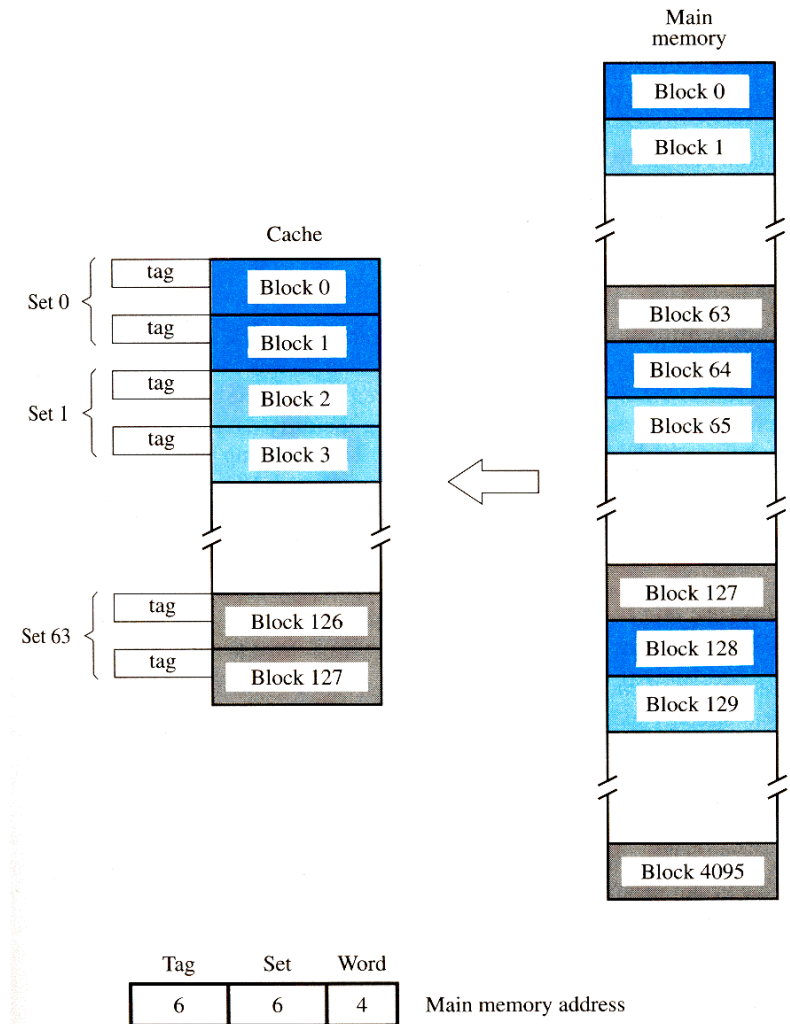 Main
memory
Block 0
Block 1
Cache
Set 0
tag
Block 0
tag
Block 1
Set 1
tag
Block 2
tag
Block 3
Block 63
Block 64
Block 65
Set 63
tag
Block 126
tag
Block 127
Block 127
Block 128
Block 129
Block 4095
Tag Set Word
6 6 4 Main memory address